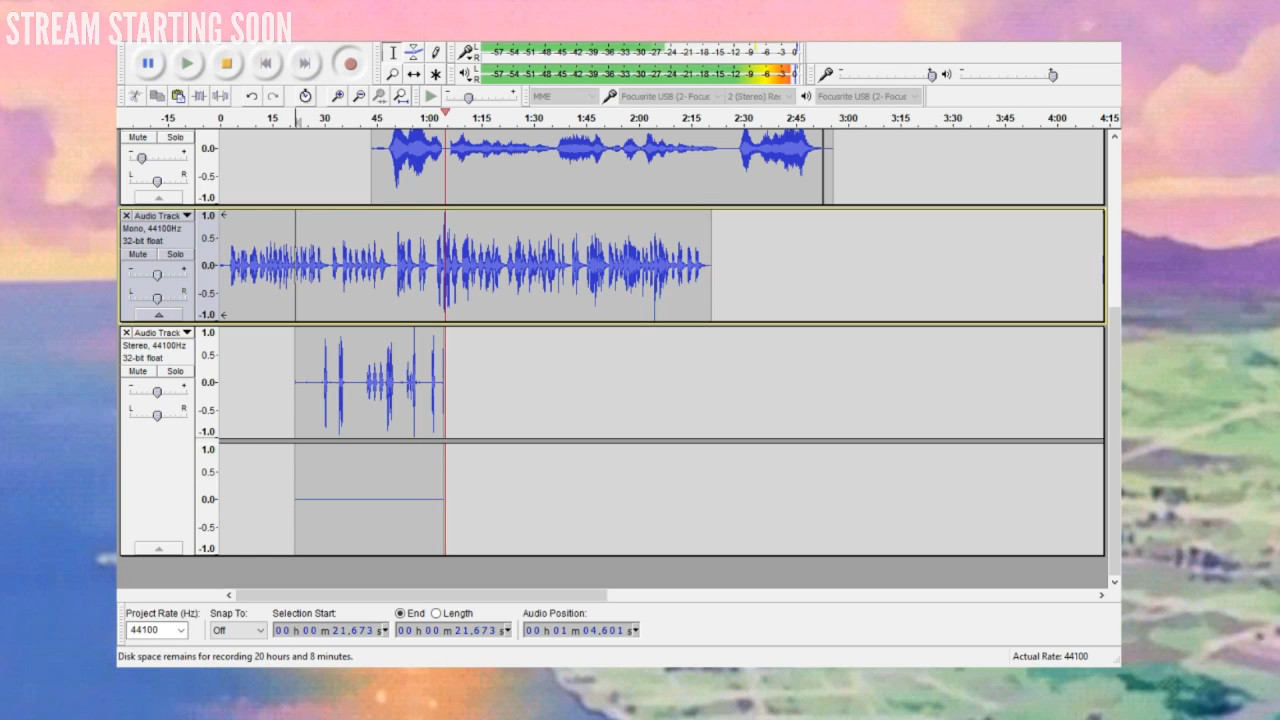 STREAM STARTING SOON
L
R
-57 -54 -51 -48 -45 -42 -39 -36 -33 -30 -27 -24 -21 -18 -15 -12 -9 -6 -3 0
L
R
-57 -54 -51 -48 -45 -42 -39 -36 -33 -30 -27 -24 -21 -18 -15 -12 -9 -6 -3 0
MME
Focusrite USB (2- Focus
2 (Stereo) Rec
Focusrite USB (2- Focus
-15 0 15 30 45 1:00 1:15 1:30 1:45 2:00 2:15 2:30 2:45 3:00 3:15 3:30 3:45 4:00 4:15
Mute Solo
- +
L R
0.0-
-0.5-
-1.0
X Audio Track
Mono, 44100Hz
32-bit float
Mute Solo
- +
L R
1.0
0.5-
0.0-
-0.5-
-1.0
X Audio Track
Stereo, 44100Hz
32-bit float
Mute Solo
- +
L R
1.0
0.5-
0.0-
-0.5-
-1.0
1.0
0.5-
0.0-
-0.5-
-1.0
Project Rate (Hz): Snap To: Selection Start: End Length Audio Position:
44100 Off 00 h 00 m 21,673 s 00 h 00 m 21,673 s 00 h 01 m 04,601 s
Disk space remains for recording 20 hours and 8 minutes. Actual Rate: 44100